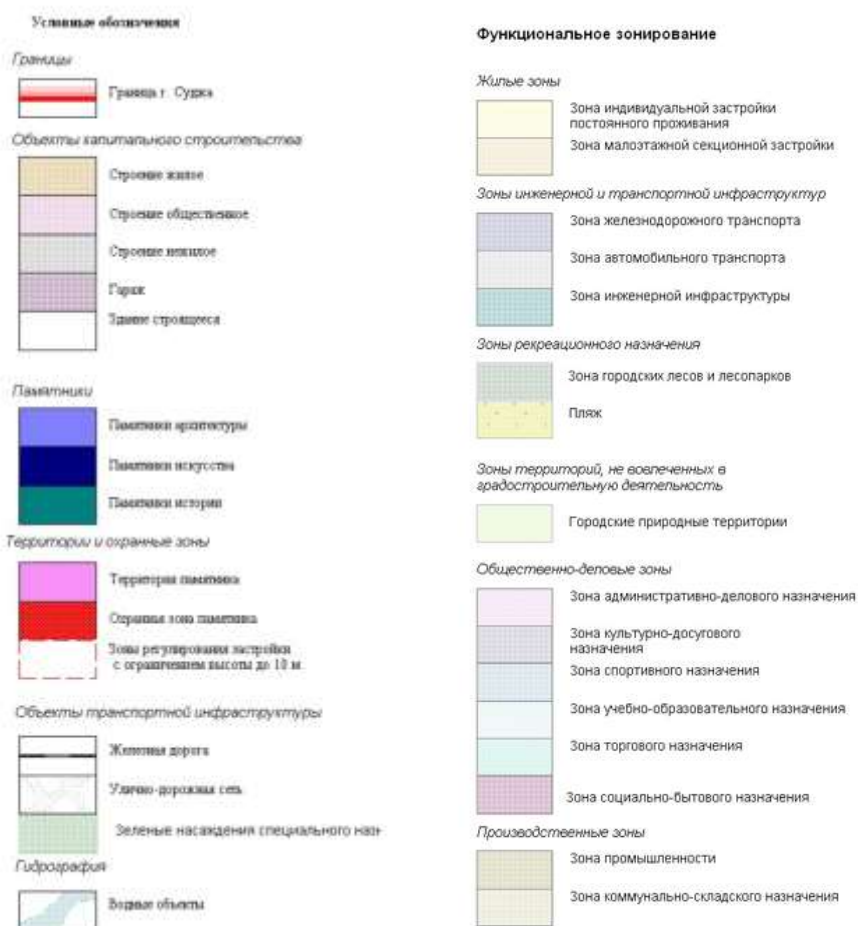 Условные обозначения
Границы
Граница г. Суджа
Объекты капитального строительства
Строение жилое
Строение общественное
Строение нежилое
Гараж
Здание строящееся
Памятники
Памятники архитектуры
Памятники искусства
Памятники истории
Территории и охранные зоны
Территория памятника
Охранная зона памятника
Зоны регулирования застройки
с ограничением высоты до 10 м
Объекты транспортной инфраструктуры
Железная дорога
Улично-дорожная сеть
Зеленые насаждения специального назн
Гидрография
Водные объекты
Функциональное зонирование
Жилые зоны
Зона индивидуальной застройки
постоянного проживания
Зона малоэтажной секционной застройки
Зоны инженерной и транспортной инфраструктур
Зона железнодорожного транспорта
Зона автомобильного транспорта
Зона инженерной инфраструктуры
Зоны рекреационного назначения
Зона городских лесов и лесопарков
Пляж
Зоны территорий, не вовлеченных в
градостроительную деятельность
Городские природные территории
Общественно-деловые зоны
Зона административно-делового назначения
Зона культурно-досугового
назначения
Зона спортивного назначения
Зона учебно-образовательного назначения
Зона торгового назначения
Зона социально-бытового назначения
Производственные зоны
Зона промышленности
Зона коммунально-складского назначения